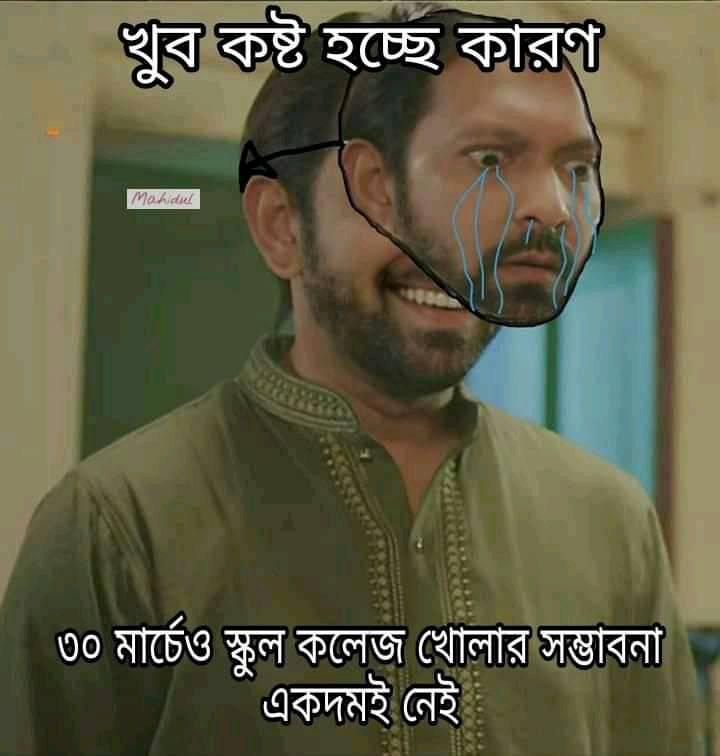 খুব কষ্ট হচ্ছে কারণ
Mahidul
৩০ মার্চেও স্কুল কলেজ খোলার সম্ভাবনা
একদমই নেই